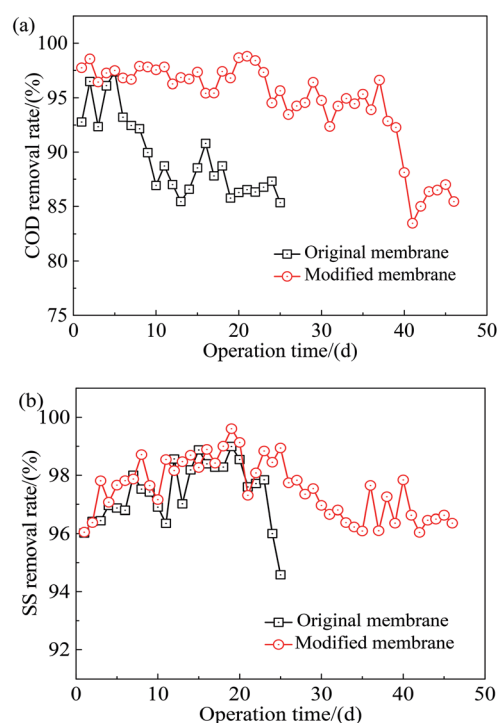 (a)
100
95
90
85
80
75
COD removal rate/(%)
Original membrane
Modified membrane
0 10 20 30 40 50
Operation time/(d)
(b)
100
98
96
94
92
91
SS removal rate/(%)
Original membrane
Modified membrane
0 10 20 30 40 50
Operation time/(d)